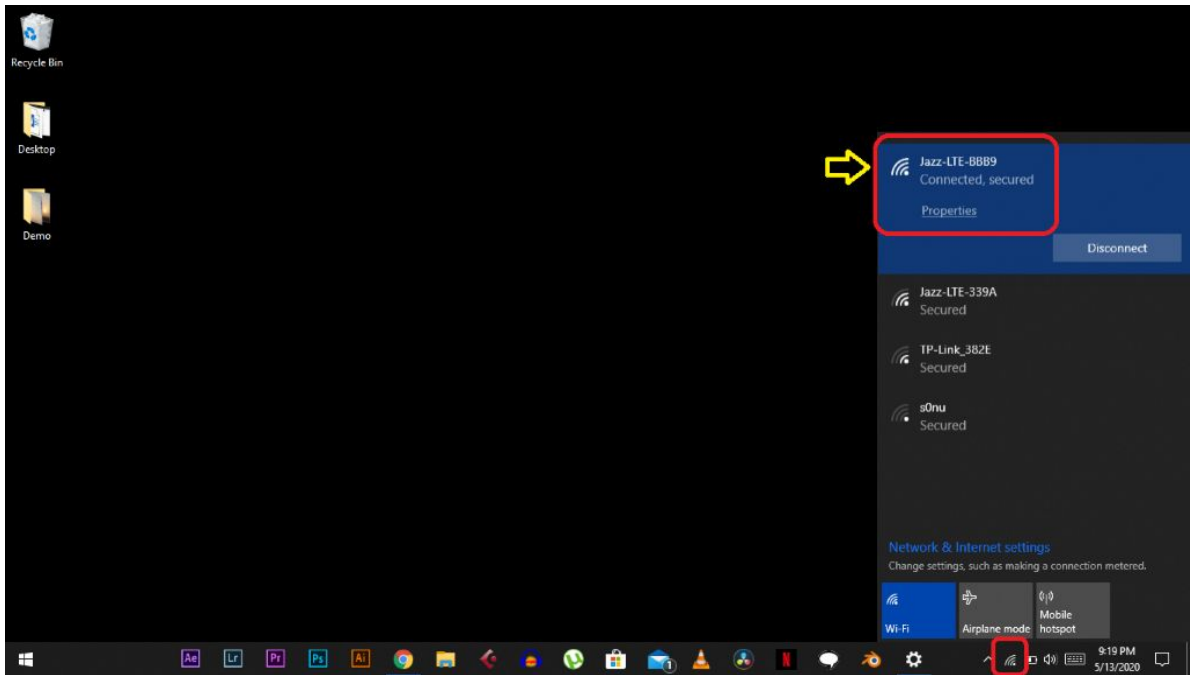 Recycle Bin
Desktop
Demo
Jazz-LTE-BBB9
Connected, secured
Properties
Disconnect
Jazz-LTE-339A
Secured
TP-Link_382E
Secured
s0nu
Secured
Network & Internet settings
Change settings, such as making a connection metered.
Wi-Fi
Airplane mode
Mobile
hotspot
Ae Lr Pr Ps Ai
1
N
9:19 PM
5/13/2020